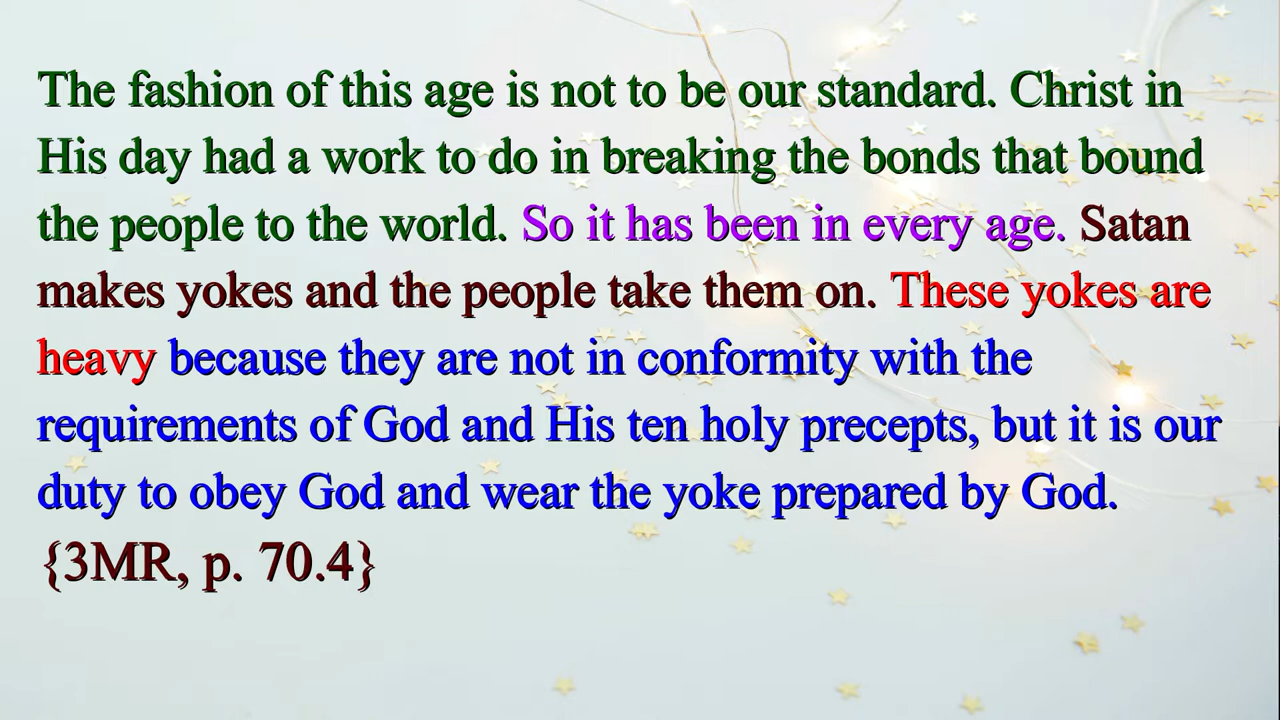 The fashion of this age is not to be our standard. Christ in
His day had a work to do in breaking the bonds that bound
the people to the world. So it has been in every age. Satan
makes yokes and the people take them on. These yokes are
heavy because they are not in conformity with the
requirements of God and His ten holy precepts, but it is our
duty to obey God and wear the yoke prepared by God.
{3MR, p. 70.4}